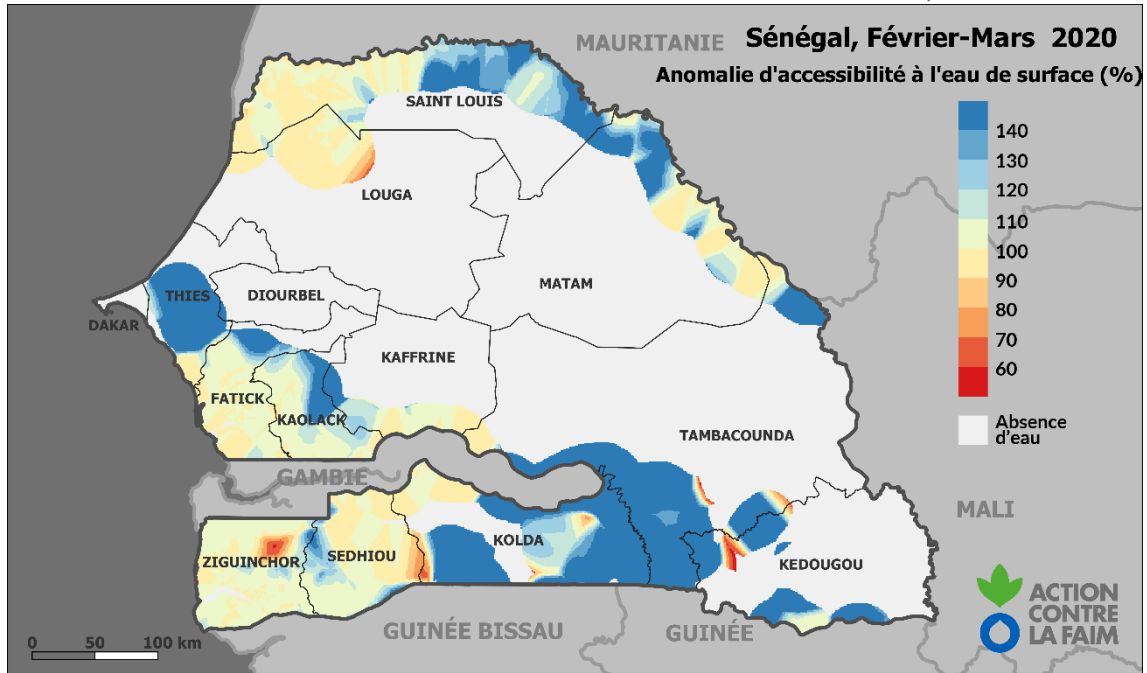 MAURITANIE
Sénégal, Février-Mars 2020
Anomalie d'accessibilité à l'eau de surface (%)
SAINT LOUIS
140
130
120
110
100
90
80
70
60
Absence
d'eau
LOUGA
MATAM
THIES
DIOURBEL
DAKAR
KAFFRINE
FATICK
KAOLACK
TAMBACOUNDA
GAMBIE
MALI
ZIGUINCHOR
SEDHIOU
KOLDA
KEDOUGOU
GUINÉE BISSAU
GUINÉE
0 50 100 km
ACTION
CONTRE
LA FAIM